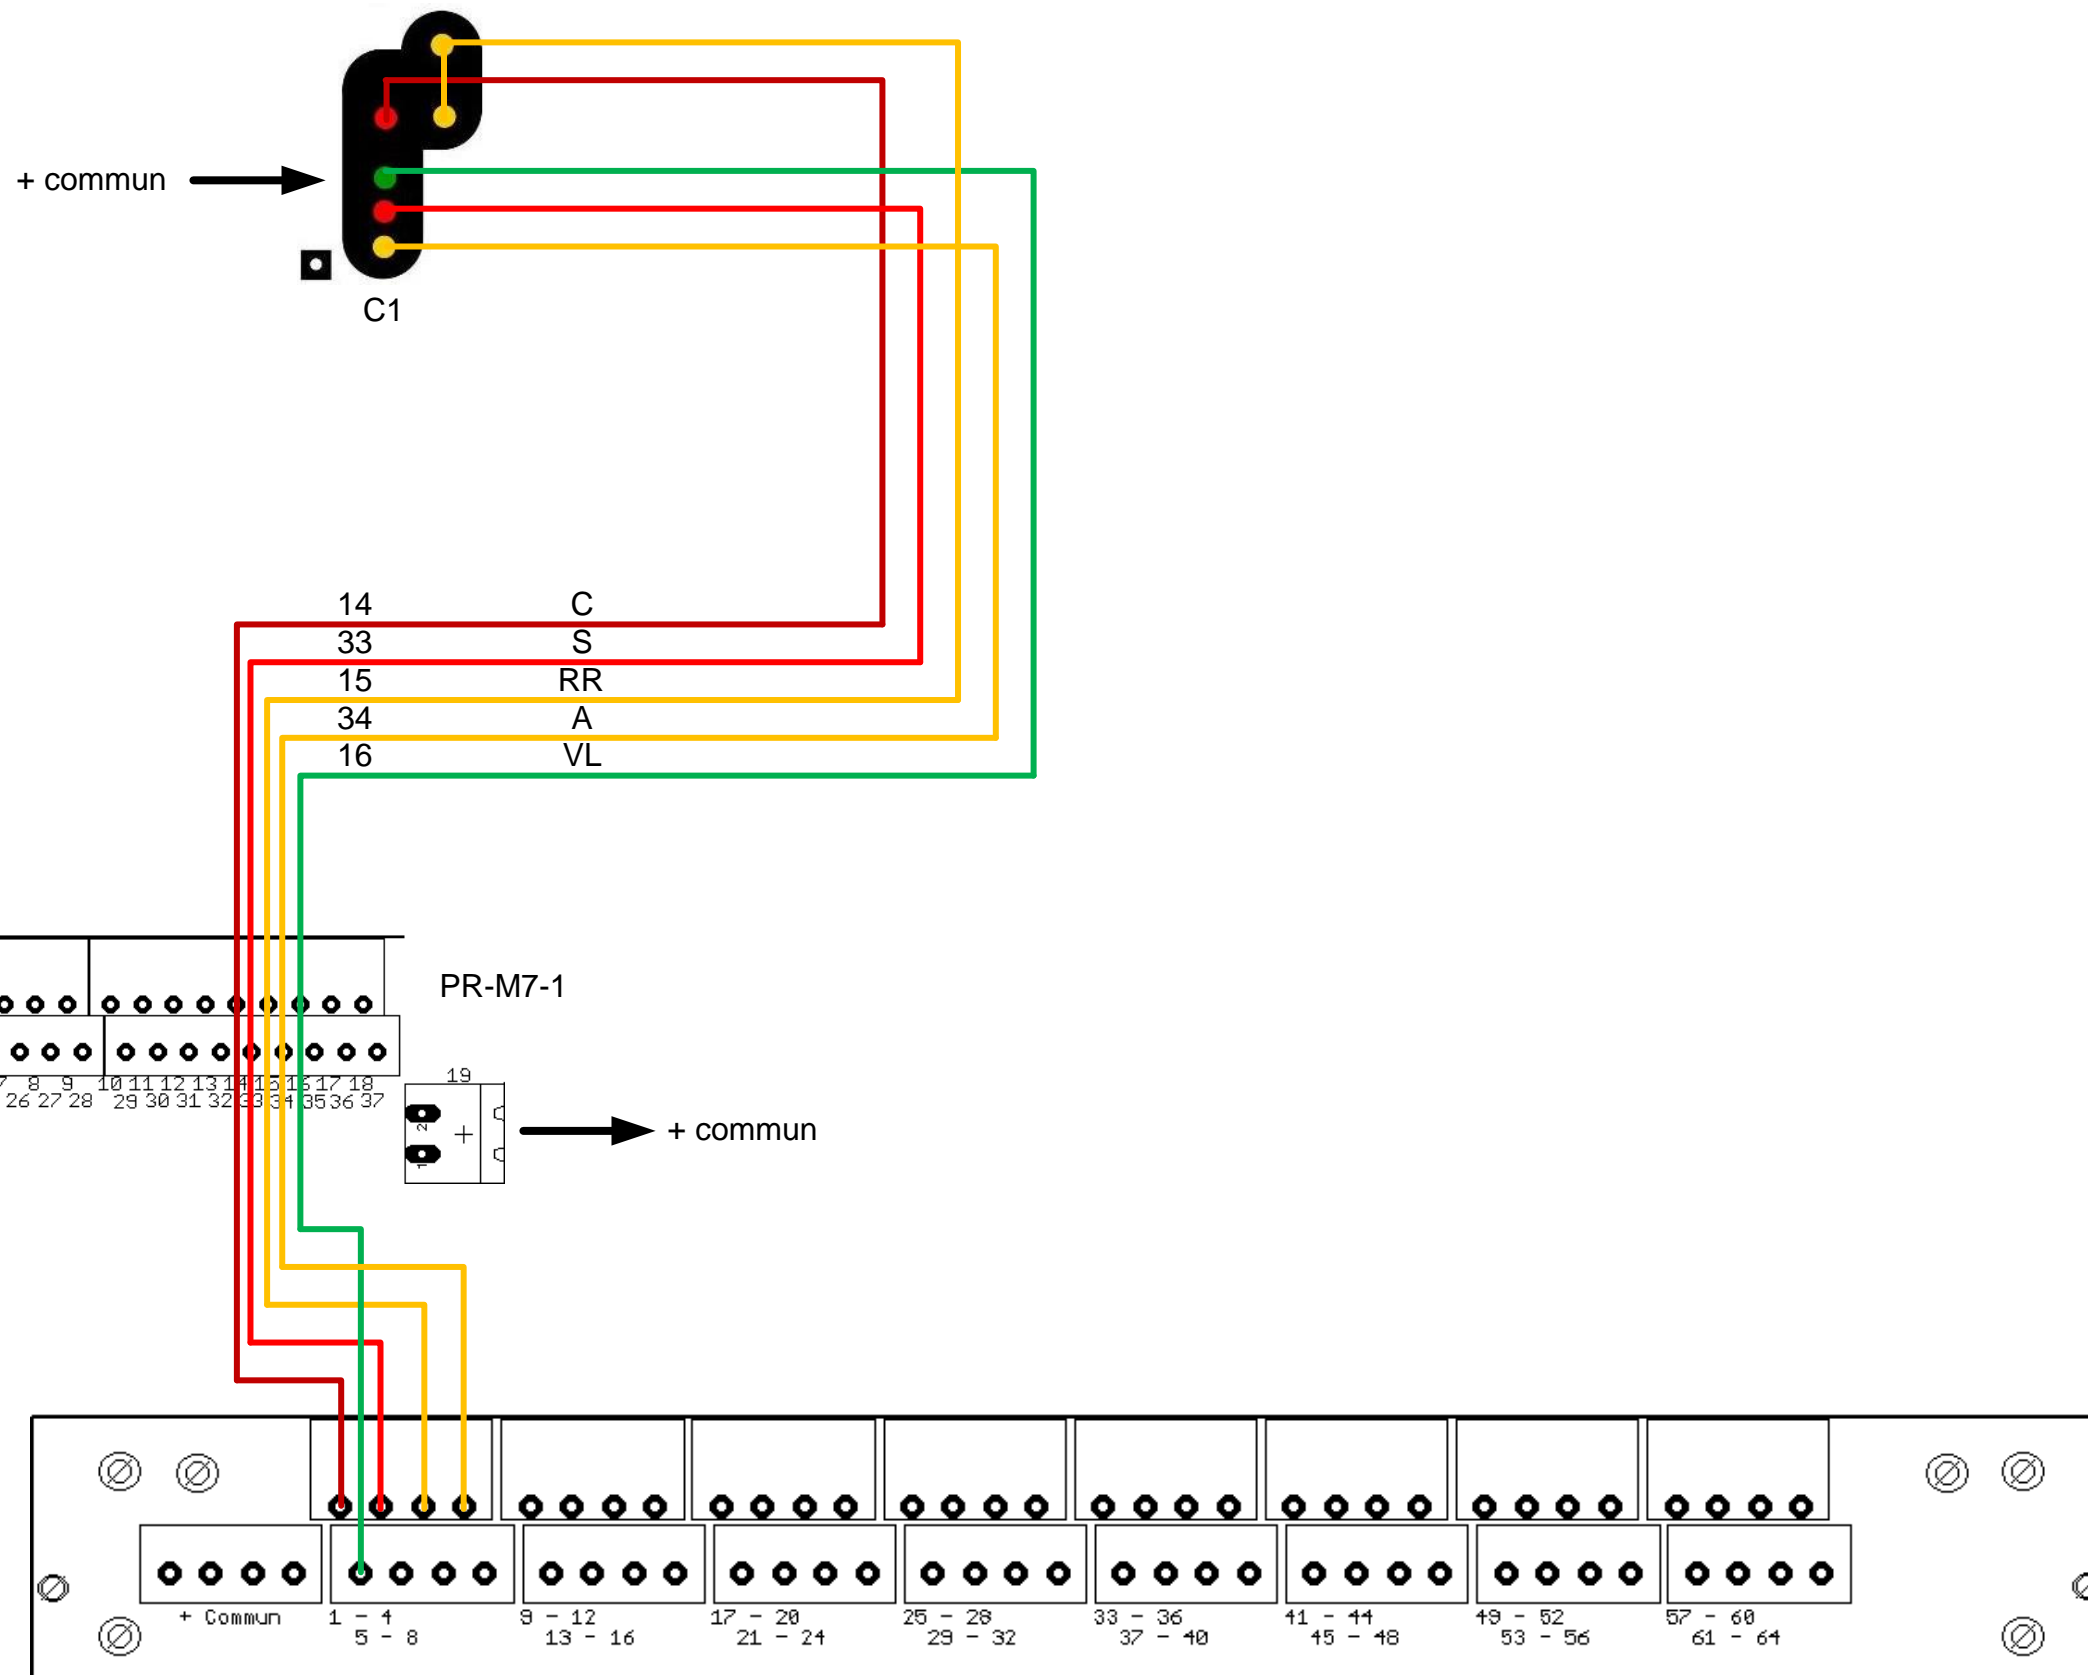 + commun
C1
14 C
33 S
15 RR
34 A
16 VL
PR-M7-1
7 8 9 10 11 12 13 14 15 16 17 18
26 27 28 29 30 31 32 33 34 35 36 37
19
2
+
1
+ commun
+ Commun 1 - 4 9 - 12 17 - 20 25 - 28 33 - 36 41 - 44 49 - 52 57 - 60
5 - 8 13 - 16 21 - 24 29 - 32 37 - 40 45 - 48 53 - 56 61 - 64